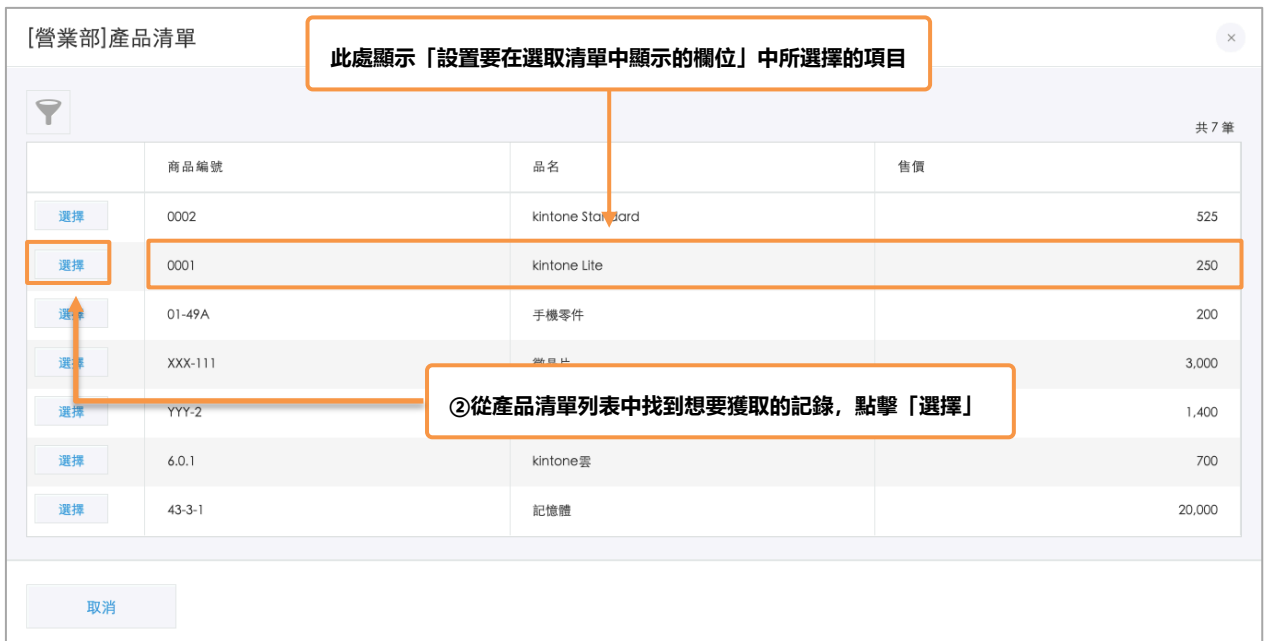 [營業部]產品清單
此處顯示「設置要在選取清單中顯示的欄位」中所選擇的項目
×
共 7 筆
商品編號 品名 售價
選擇 0002 kintone Standard 525
選擇 0001 kintone Lite 250
選擇 01-49A 手機零件 200
選擇 XXX-111 3,000
②從產品清單列表中找到想要獲取的記錄，點擊「選擇」
選擇 YYY-2 1,400
選擇 6.0.1 kintone雲 700
選擇 43-3-1 記憶體 20,000
取消